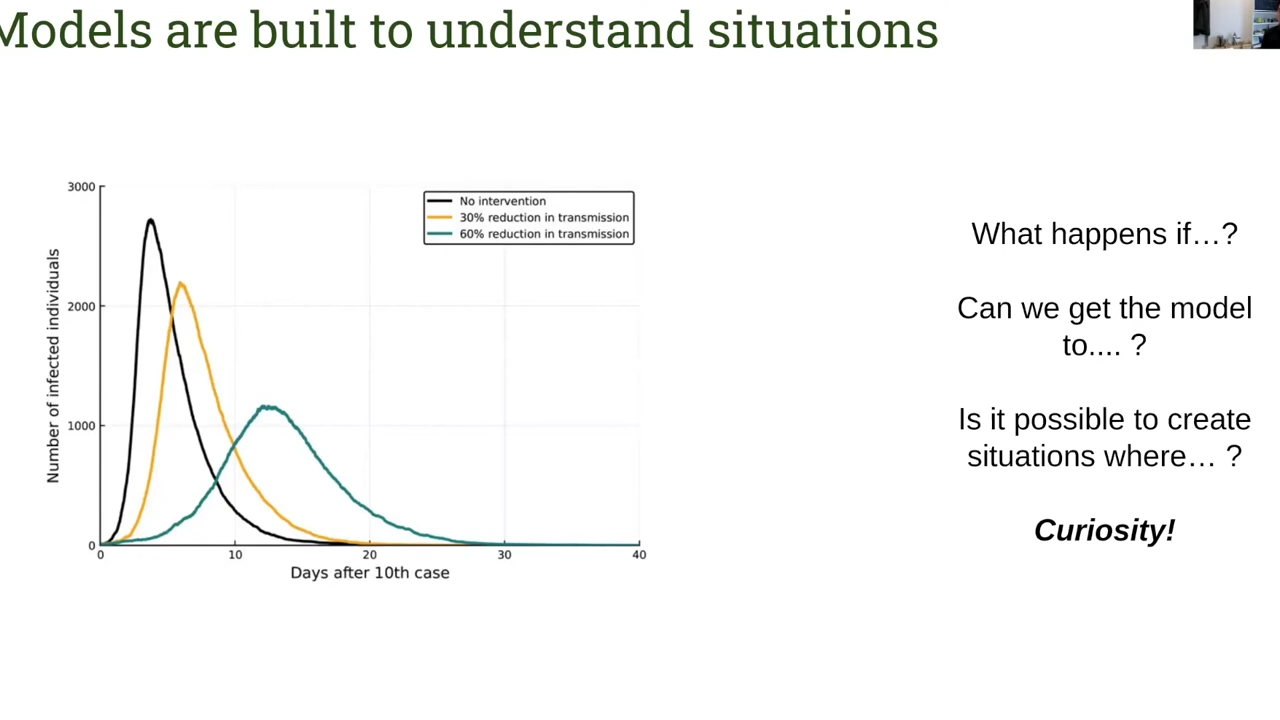 Models are built to understand situations
3000
2000
1000
0
0
10
20
30
40
Number of infected individuals
Days after 10th case
No intervention
30% reduction in transmission
60% reduction in transmission
What happens if…?
Can we get the model
to.... ?
Is it possible to create
situations where… ?
Curiosity!